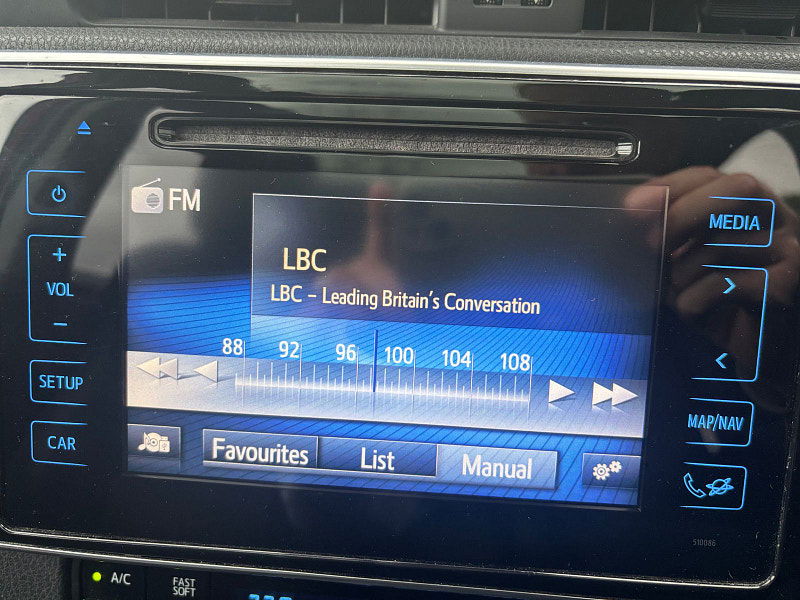 FM
MEDIA
LBC
LBC – Leading Britain's Conversation
VOL
88 92 96 100 104 108
SETUP
MAP/NAV
CAR
Favourites List Manual
510086
A/C
FAST
SOFT